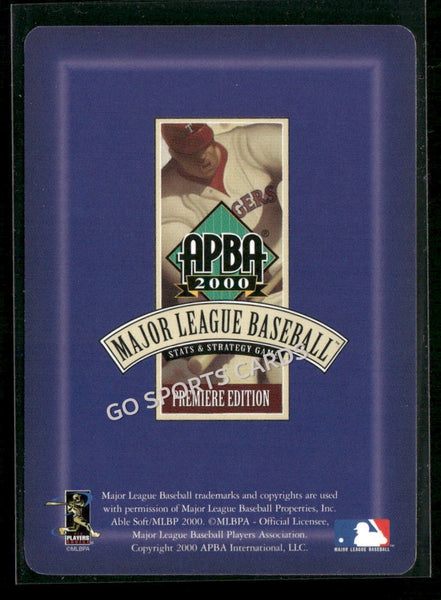 T
GERS
APBA®
2000
MAJOR LEAGUE BASEBALL™
STATS & STRATEGY GAME
GO SPORTS CARDS
PREMIERE EDITION
Major League Baseball trademarks and copyrights are used
with permission of Major League Baseball Properties, Inc.
Able Soft/MLBP 2000. ©MLBPA - Official Licensee,
Major League Baseball Players Association.
Copyright 2000 APBA International, LLC.
PLAYERS
©MLBPA
MAJOR LEAGUE BASEBALL